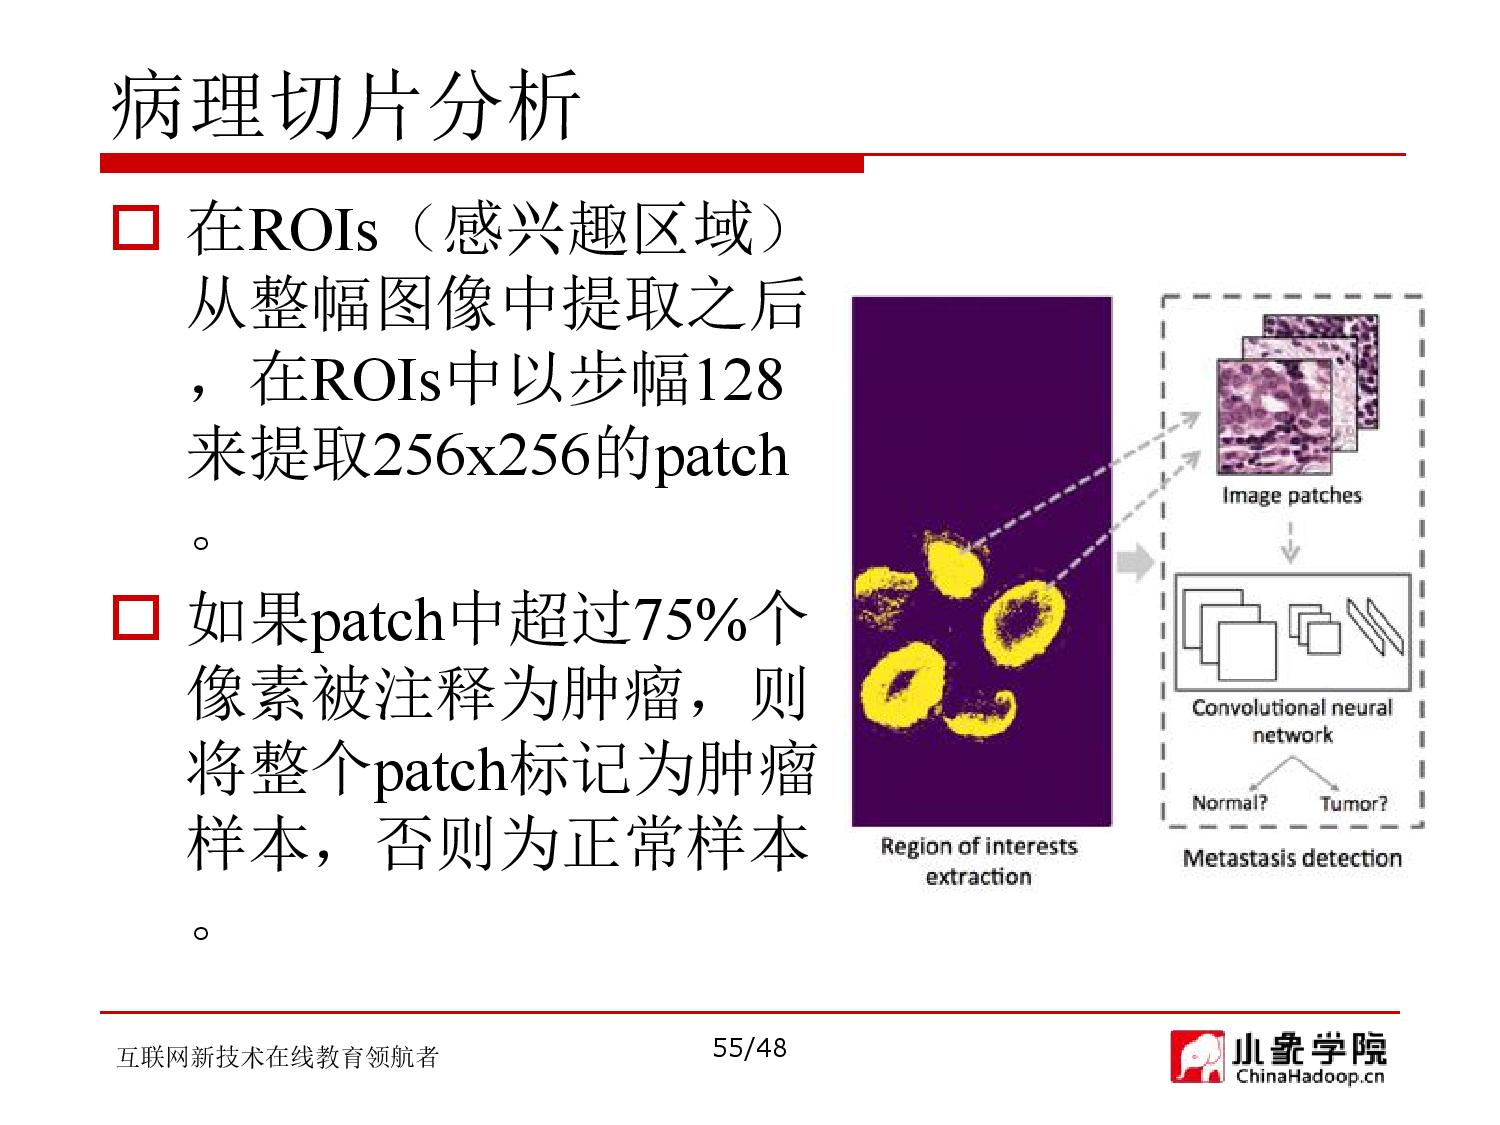 病理切片分析
在ROIs（感兴趣区域）
从整幅图像中提取之后
，在ROIs中以步幅128
来提取256x256的patch
。
如果patch中超过75%个
像素被注释为肿瘤，则
将整个patch标记为肿瘤
样本，否则为正常样本
。
Image patches
Convolutional neural
network
Normal? Tumor?
Region of interests
extraction
Metastasis detection
互联网新技术在线教育领航者
55/48
小象学院
ChinaHadoop.cn